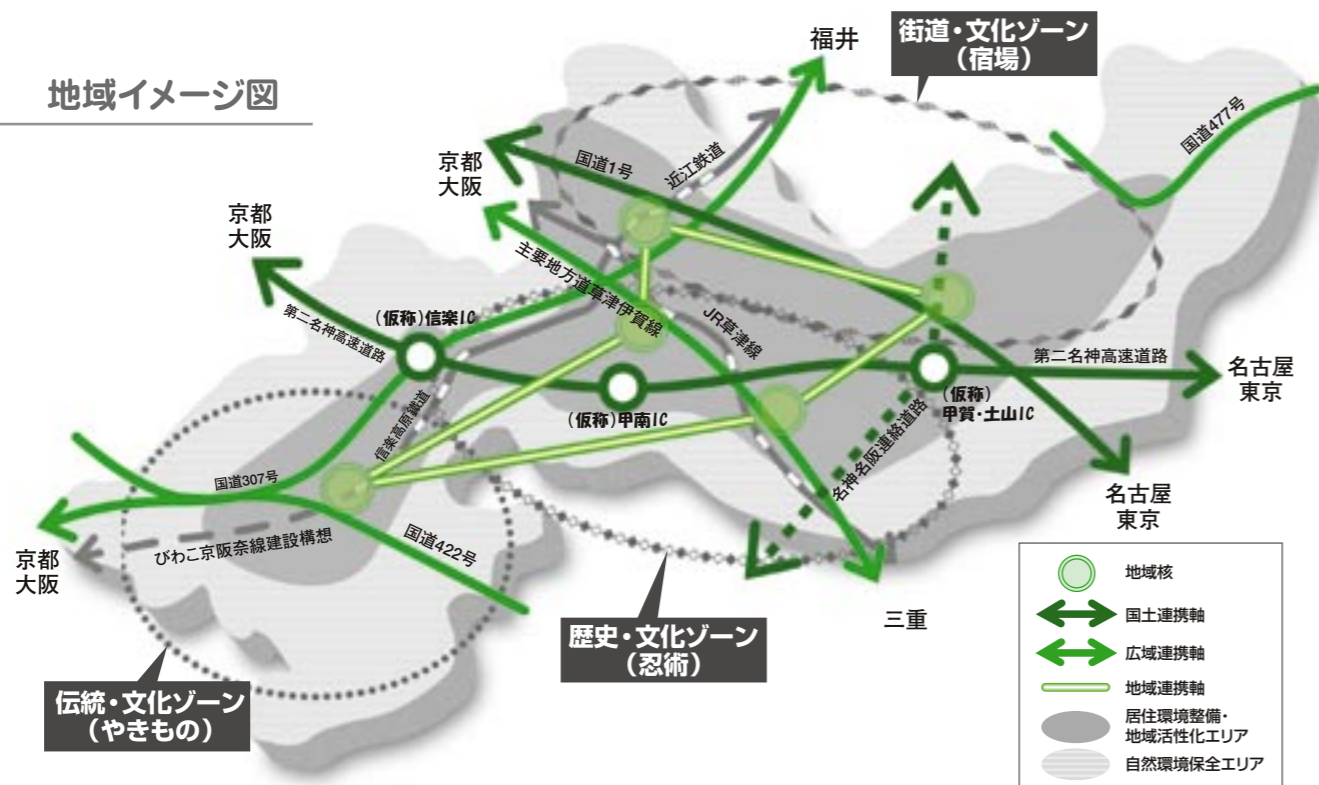 地域イメージ図
福井
街道・文化ゾーン
（宿場）
国道477号
京都
大阪
国道1号
近江鉄道
京都
大阪
主要地方道草津伊賀線
第二名神高速道路
（仮称）信楽IC
JR草津線
第二名神高速道路
名古屋
東京
信楽高原鐵道
（仮称）甲南IC
（仮称）
甲賀・土山IC
名神名阪連絡道路
国道307号
名古屋
東京
京都
大阪
びわこ京阪奈線建設構想
国道422号
三重
歴史・文化ゾーン
（忍術）
伝統・文化ゾーン
（やきもの）
地域核
国土連携軸
広域連携軸
地域連携軸
居住環境整備・
地域活性化エリア
自然環境保全エリア